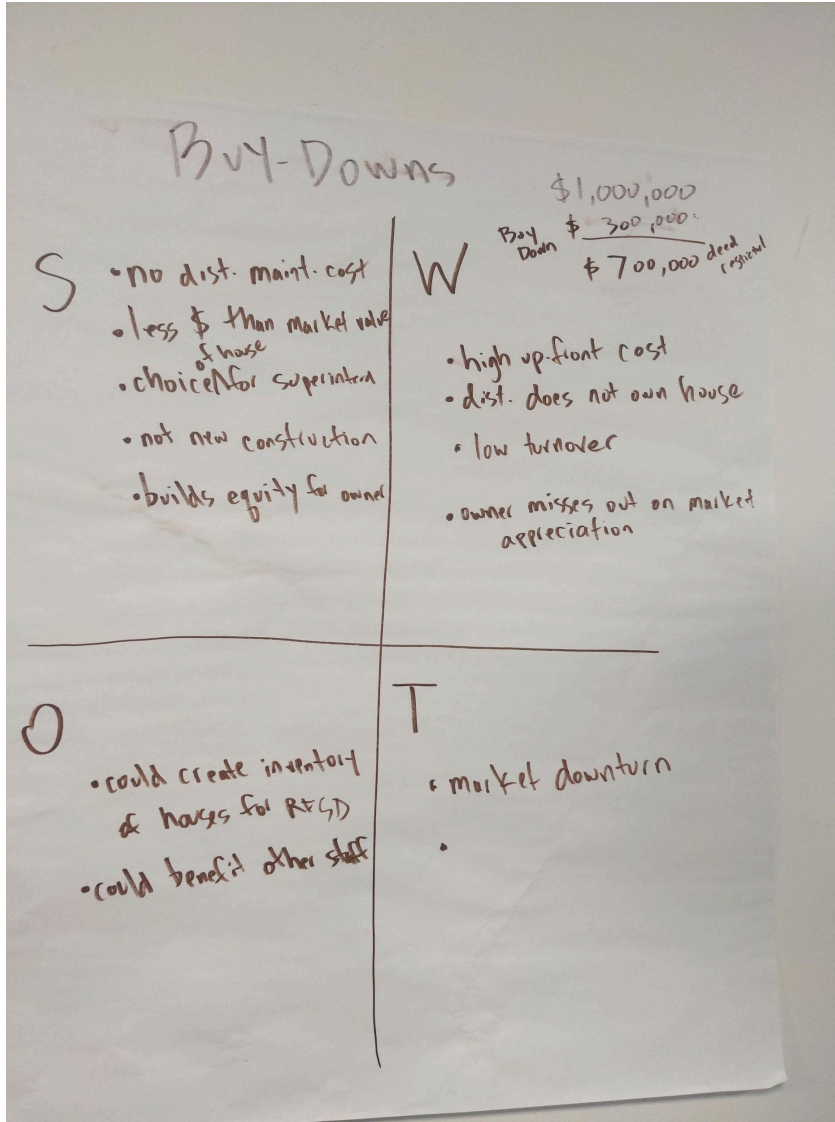 Buy-Downs
$1,000,000
Buy Down $ 300,000
$700,000 deed restricted
S
• no dist. maint. cost
• less $ than market value
of house
• choice for superintend
• not new construction
• builds equity for owner
W
• high up-front cost
• dist. does not own house
• low turnover
• owner misses out on market
appreciation
O
• could create inventory
of houses for RFSD
• could benefit other staff
T
• market downturn
•